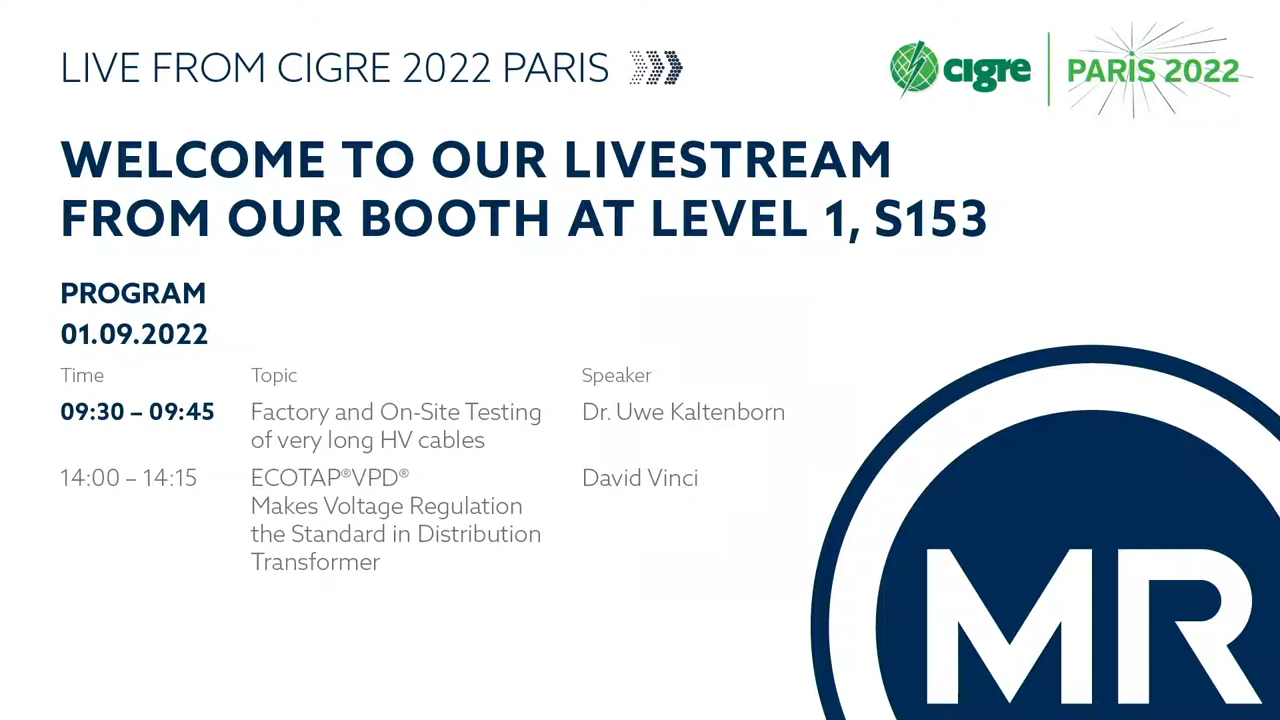 LIVE FROM CIGRE 2022 PARIS
cigre
PARIS 2022
WELCOME TO OUR LIVESTREAM
FROM OUR BOOTH AT LEVEL 1, S153
PROGRAM
01.09.2022
Time Topic Speaker
09:30 – 09:45 Factory and On-Site Testing Dr. Uwe Kaltenborn
of very long HV cables
14:00 – 14:15 ECOTAP®VPD® David Vinci
Makes Voltage Regulation
the Standard in Distribution
Transformer
MR